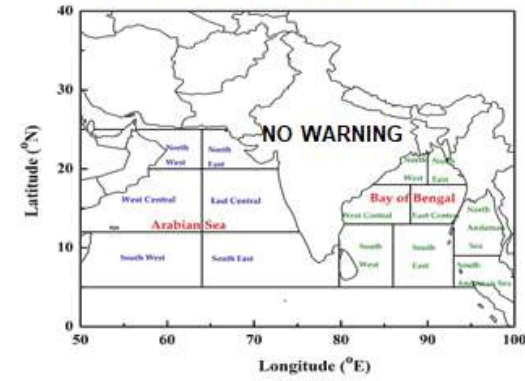 40
30
20
10
0
Latitude (°N)
NO WARNING
North
West
North
East
North
West
North
East
West Central
East Central
Arabian Sea
Bay of Bengal
West Central
East Central
North
Andaman
Sea
South West
South East
South
West
South
East
South
Andaman Sea
50 60 70 80 90 100
Longitude (°E)